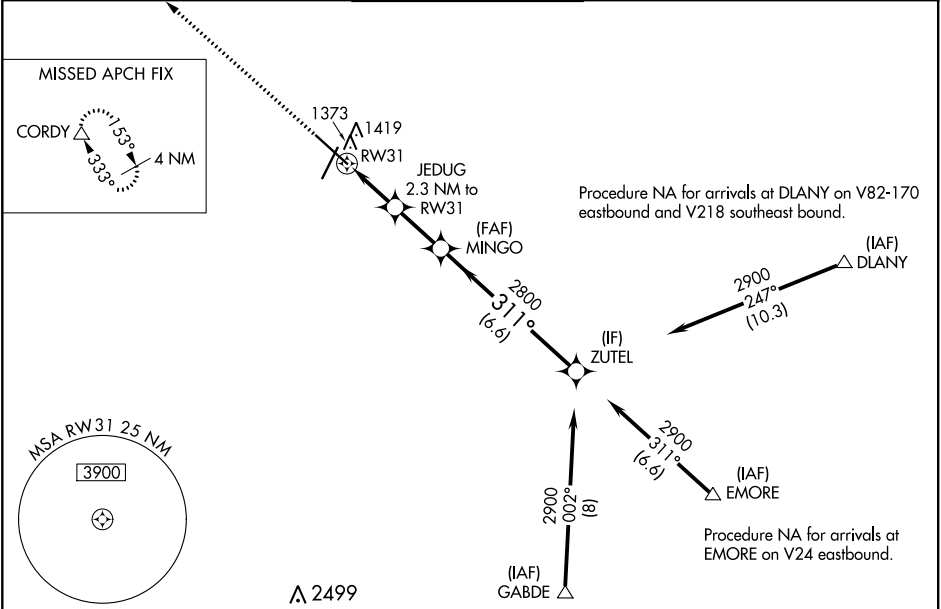 MISSED APCH FIX
CORDY
153°
333°
4 NM
1373
1419
RW31
JEDUG
2.3 NM to
RW31
(FAF)
MINGO
Procedure NA for arrivals at DLANY on V82-170
eastbound and V218 southeast bound.
(IAF)
DLANY
2900
247°
(10.3)
2800
311°
(6.6)
(IF)
ZUTEL
2900
311°
(6.6)
(IAF)
EMORE
Procedure NA for arrivals at
EMORE on V24 eastbound.
2900
002°
(8)
(IAF)
GABDE
MSA RW31 25 NM
3900
2499